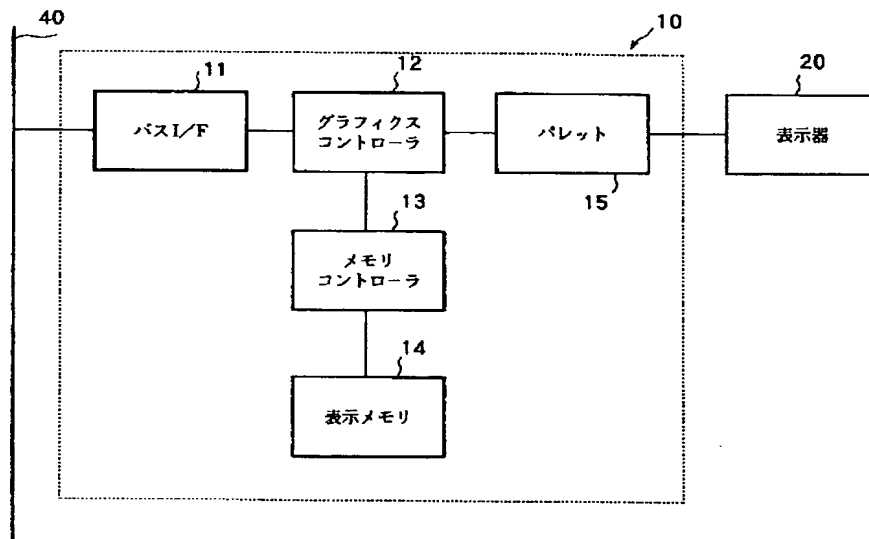 40
10
11
12
20
バスI/F
グラフィクス
コントローラ
パレット
表示器
15
13
メモリ
コントローラ
14
表示メモリ